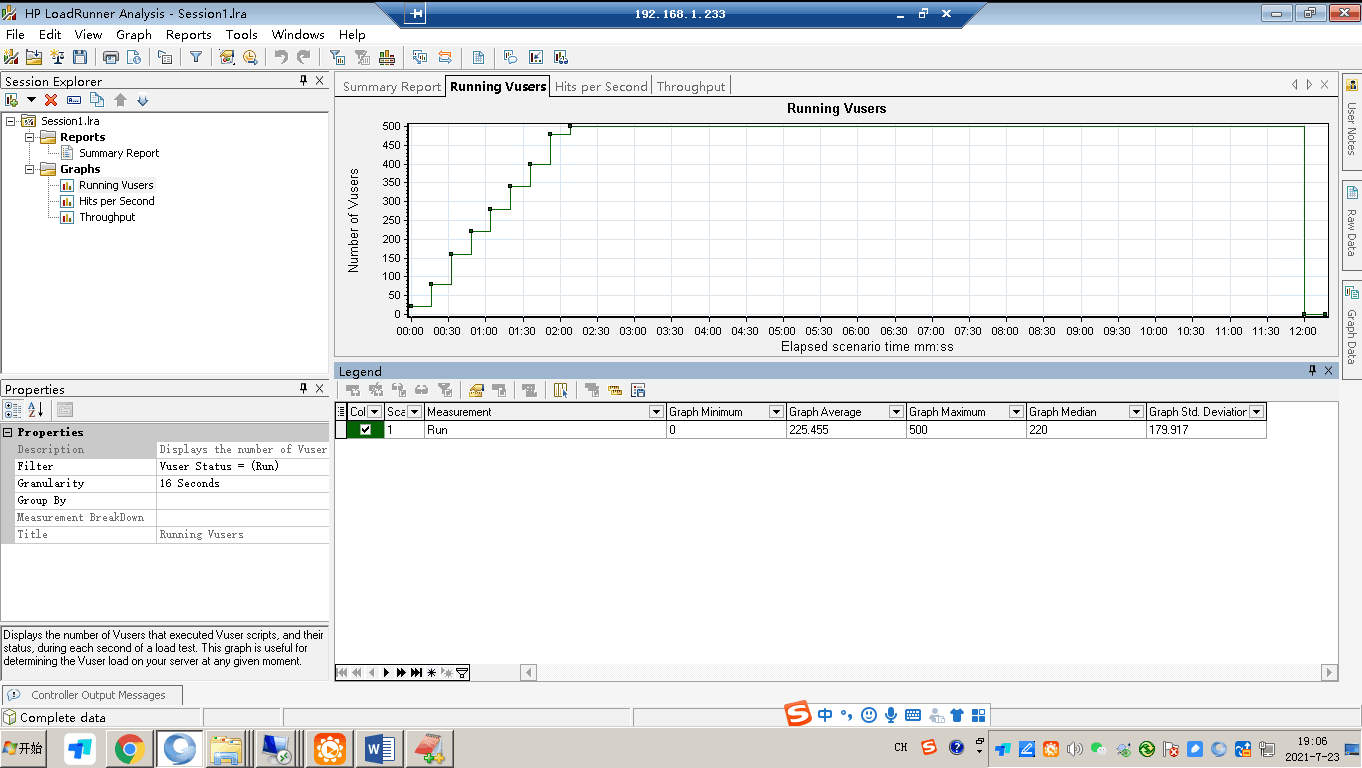 HP LoadRunner Analysis - Session1.lra
192.168.1.233
File Edit View Graph Reports Tools Windows Help
Session Explorer
Session1.lra
Reports
Summary Report
Graphs
Running Vusers
Hits per Second
Throughput
Properties
Properties
Description Displays the number of Vuser
Filter Vuser Status = (Run)
Granularity 16 Seconds
Group By
Measurement BreakDown
Title Running Vusers
Displays the number of Vusers that executed Vuser scripts, and their
status, during each second of a load test. This graph is useful for
determining the Vuser load on your server at any given moment.
Summary Report Running Vusers Hits per Second Throughput
Running Vusers
Number of Vusers
500
450
400
350
300
250
200
150
100
50
0
00:00 00:30 01:00 01:30 02:00 02:30 03:00 03:30 04:00 04:30 05:00 05:30 06:00 06:30 07:00 07:30 08:00 08:30 09:00 09:30 10:00 10:30 11:00 11:30 12:00
Elapsed scenario time mm:ss
User Notes
Raw Data
Graph Data
Legend
Col Sca Measurement Graph Minimum Graph Average Graph Maximum Graph Median Graph Std. Deviation
1 Run 0 225.455 500 220 179.917
Controller Output Messages
Complete data
中
开始
CH
19:06
2021-7-23